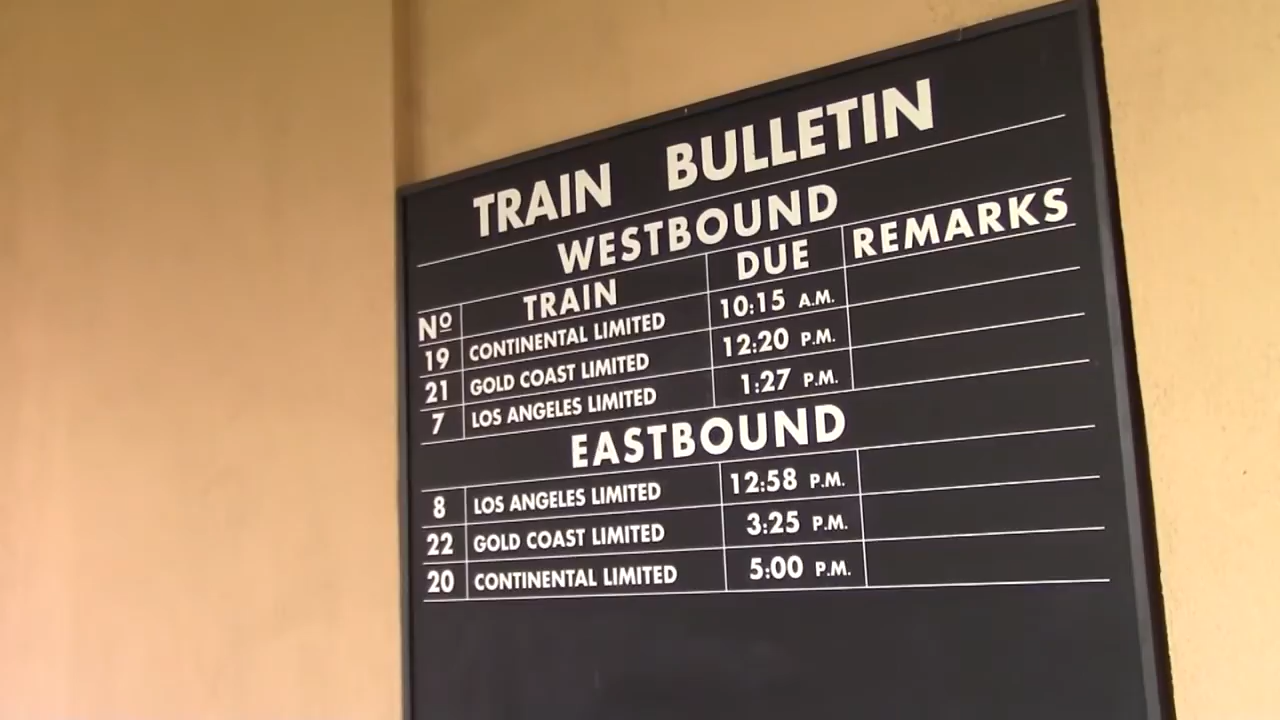 TRAIN BULLETIN
WESTBOUND
Nº TRAIN DUE REMARKS
19 CONTINENTAL LIMITED 10:15 A.M.
21 GOLD COAST LIMITED 12:20 P.M.
7 LOS ANGELES LIMITED 1:27 P.M.
EASTBOUND
8 LOS ANGELES LIMITED 12:58 P.M.
22 GOLD COAST LIMITED 3:25 P.M.
20 CONTINENTAL LIMITED 5:00 P.M.